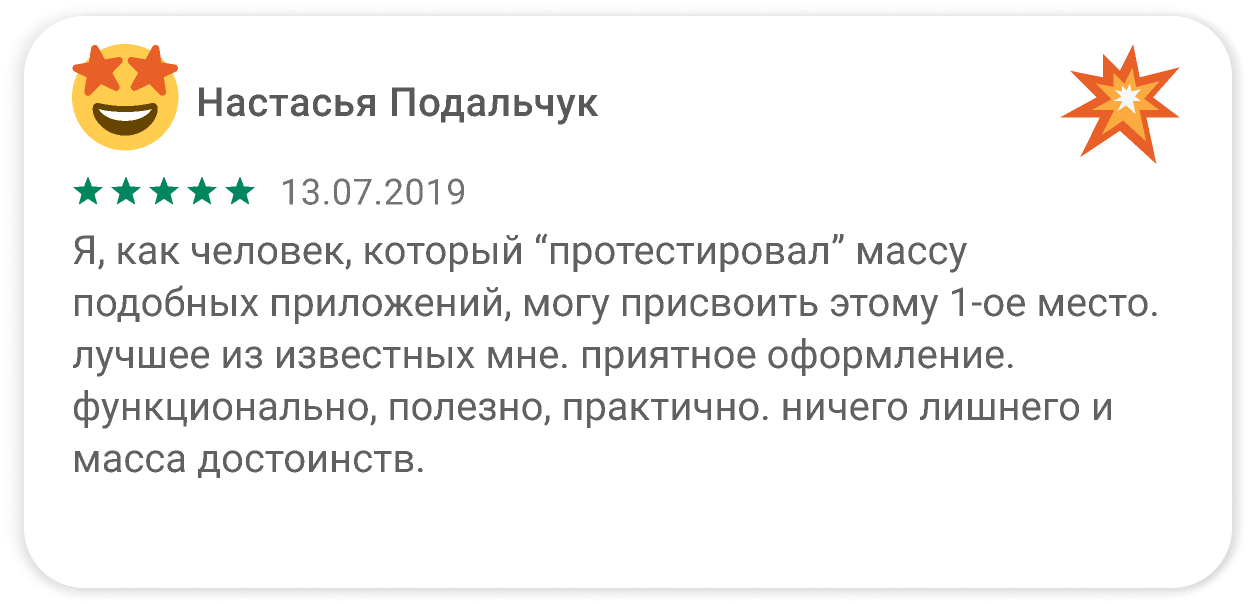 Настасья Подальчук
13.07.2019
Я, как человек, который “протестировал” массу
подобных приложений, могу присвоить этому 1-ое место.
лучшее из известных мне. приятное оформление.
функционально, полезно, практично. ничего лишнего и
масса достоинств.